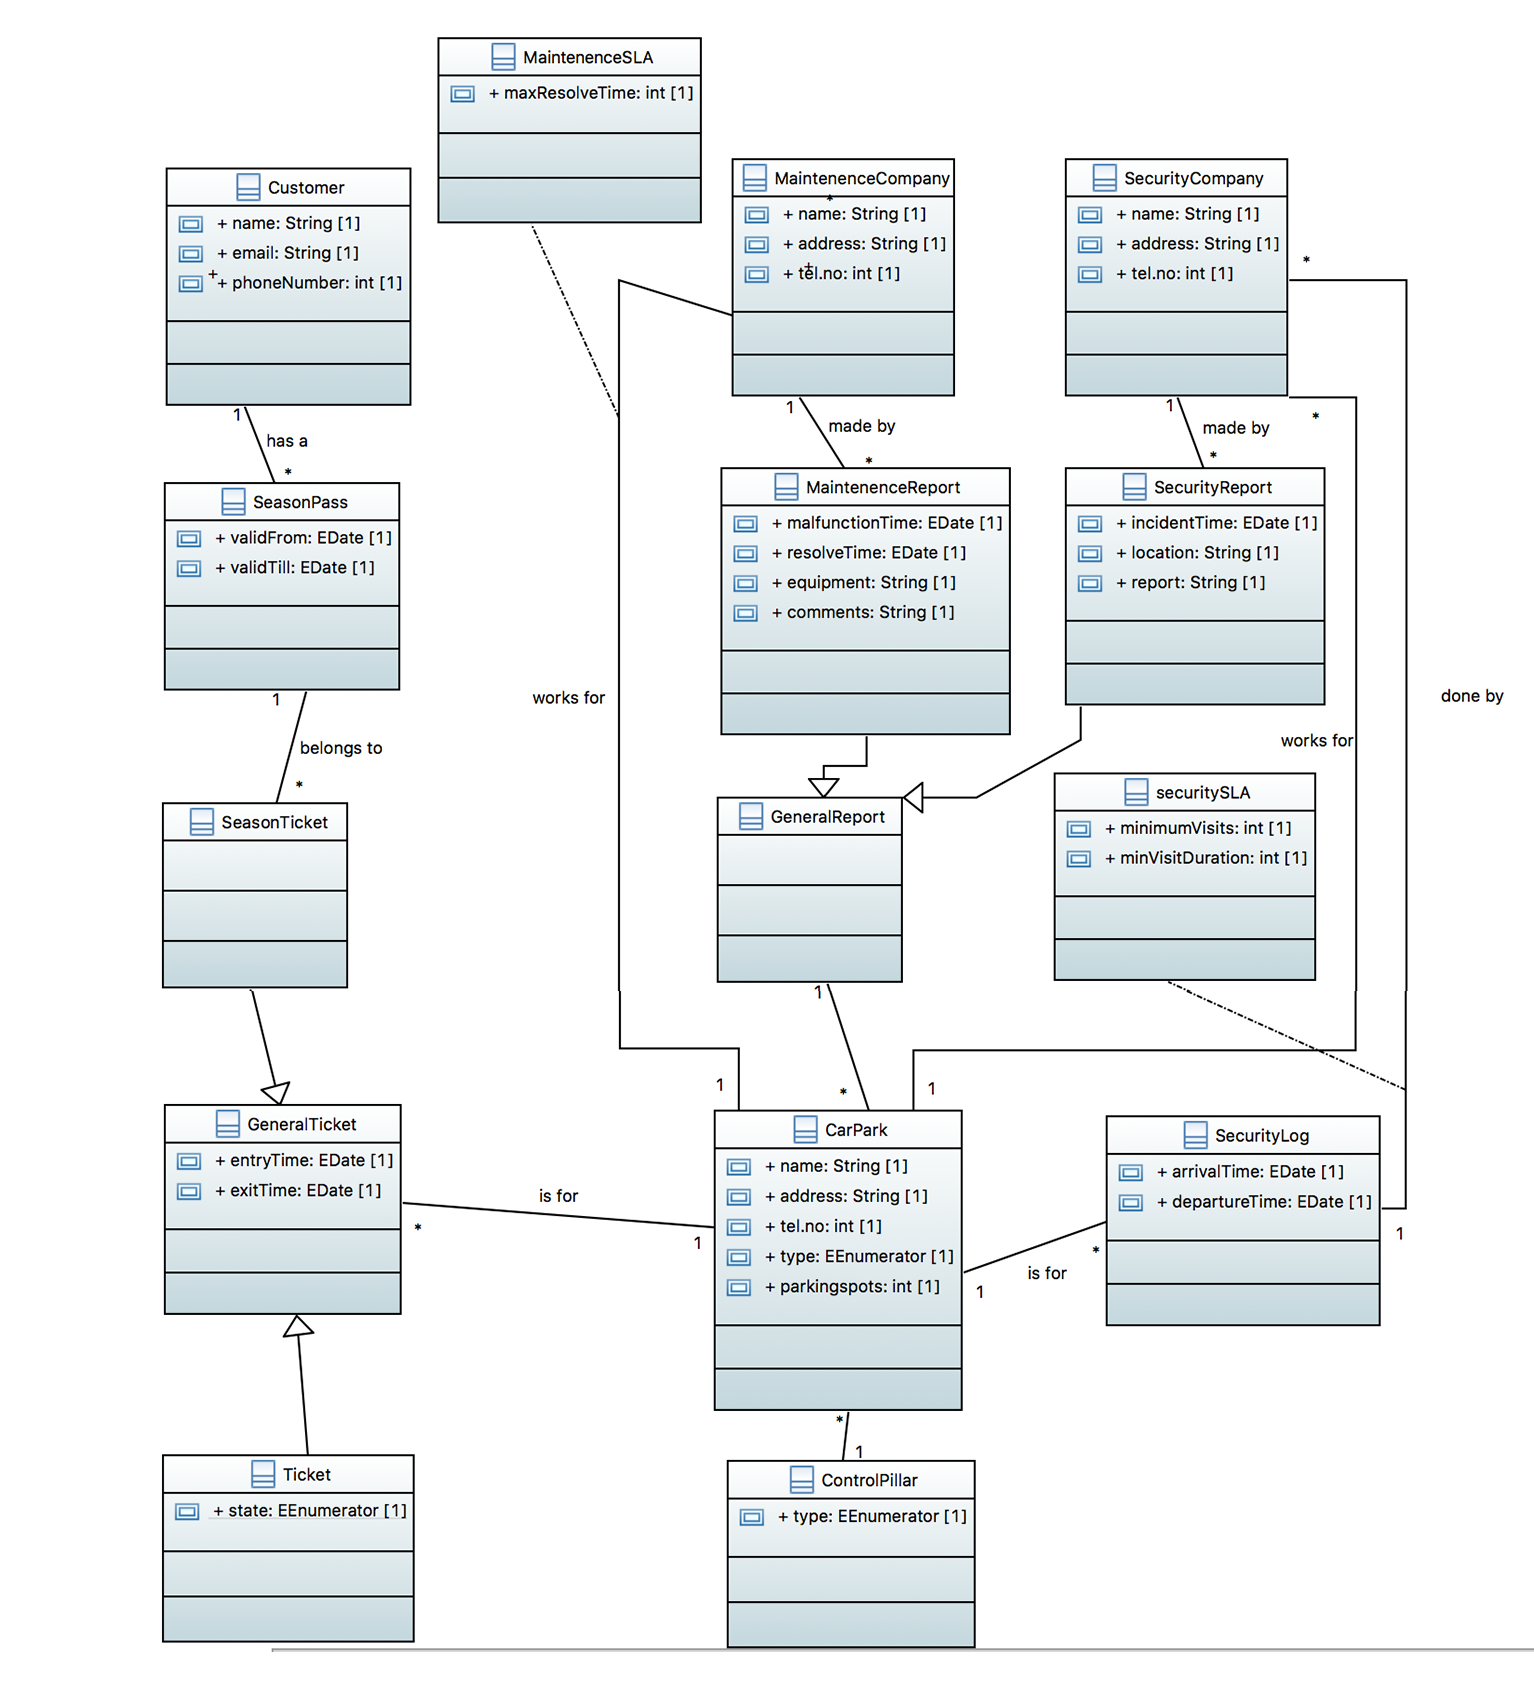 MaintenenceSLA
+ maxResolveTime: int [1]
MaintenenceCompany
*
+ name: String [1]
+ address: String [1]
+
+ tel.no: int [1]
SecurityCompany
+ name: String [1]
+ address: String [1]
+ tel.no: int [1]
*
*
Customer
+ name: String [1]
+ email: String [1]
+
+ phoneNumber: int [1]
1
has a
*
1
made by
*
1
made by
*
SeasonPass
+ validFrom: EDate [1]
+ validTill: EDate [1]
MaintenenceReport
+ malfunctionTime: EDate [1]
+ resolveTime: EDate [1]
+ equipment: String [1]
+ comments: String [1]
SecurityReport
+ incidentTime: EDate [1]
+ location: String [1]
+ report: String [1]
1
belongs to
*
works for
works for
done by
SeasonTicket
GeneralReport
securitySLA
+ minimumVisits: int [1]
+ minVisitDuration: int [1]
1
*
1
1
GeneralTicket
+ entryTime: EDate [1]
+ exitTime: EDate [1]
*
is for
1
CarPark
+ name: String [1]
+ address: String [1]
+ tel.no: int [1]
+ type: EEnumerator [1]
+ parkingspots: int [1]
SecurityLog
+ arrivalTime: EDate [1]
+ departureTime: EDate [1]
1
*
is for
1
*
1
Ticket
+ state: EEnumerator [1]
ControlPillar
+ type: EEnumerator [1]